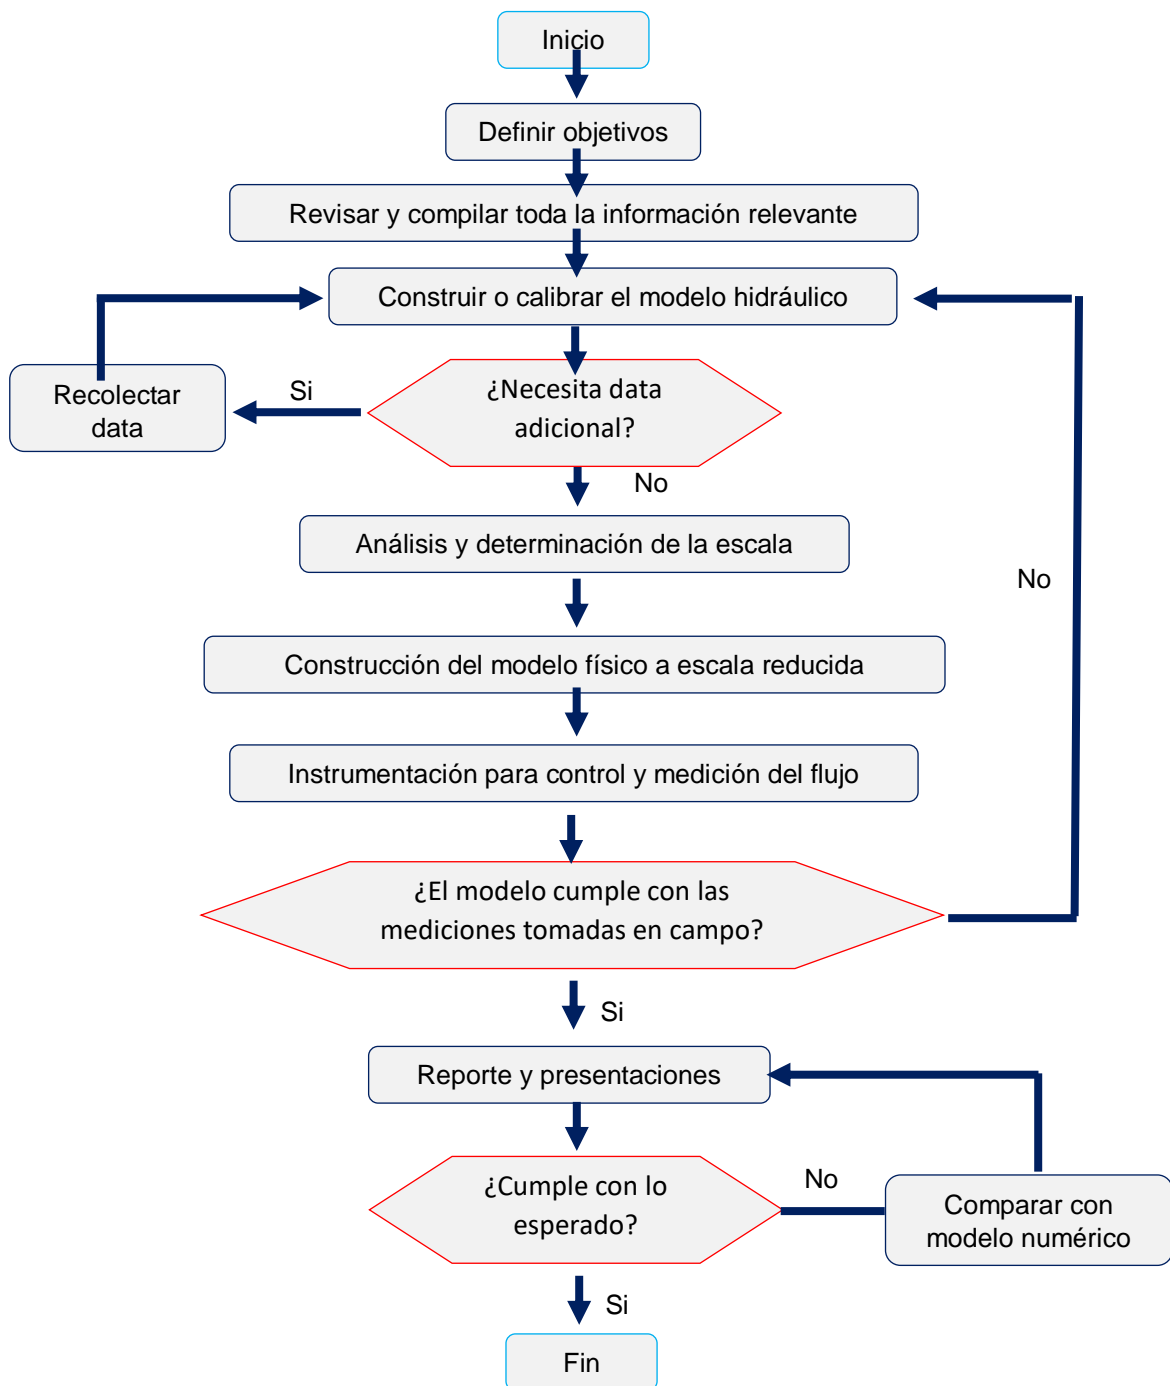 Inicio
Definir objetivos
Revisar y compilar toda la información relevante
Construir o calibrar el modelo hidráulico
¿Necesita data
adicional?
Si
Recolectar
data
No
Análisis y determinación de la escala
No
Construcción del modelo físico a escala reducida
Instrumentación para control y medición del flujo
¿El modelo cumple con las
mediciones tomadas en campo?
Si
Reporte y presentaciones
¿Cumple con lo
esperado?
No
Comparar con
modelo numérico
Si
Fin